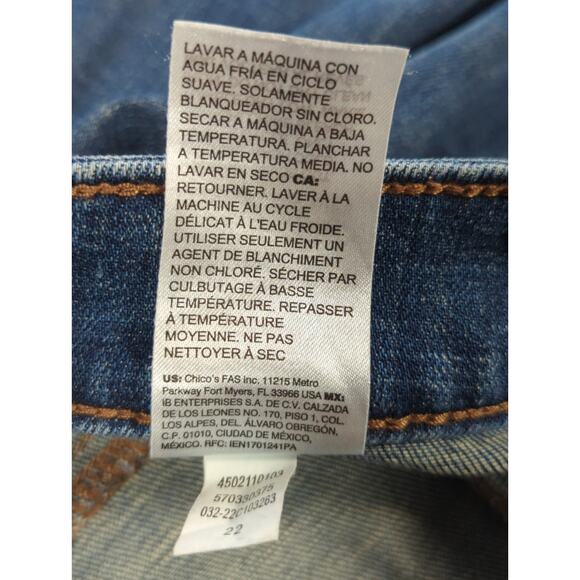 LAVAR A MÁQUINA CON
AGUA FRÍA EN CICLO
SUAVE. SOLAMENTE
BLANQUEADOR SIN CLORO.
SECAR A MÁQUINA A BAJA
TEMPERATURA. PLANCHAR
A TEMPERATURA MEDIA. NO
LAVAR EN SECO CA:
RETOURNER. LAVER À LA
MACHINE AU CYCLE
DÉLICAT À L'EAU FROIDE.
UTILISER SEULEMENT UN
AGENT DE BLANCHIMENT
NON CHLORÉ. SÉCHER PAR
CULBUTAGE À BASSE
TEMPÉRATURE. REPASSER
À TEMPÉRATURE
MOYENNE. NE PAS
NETTOYER À SEC
US: Chico's FAS inc. 11215 Metro
Parkway Fort Myers, FL 33966 USA MX:
IB ENTERPRISES S.A. DE C.V. CALZADA
DE LOS LEONES NO. 170, PISO 1, COL.
LOS ALPES, DEL. ÁLVARO OBREGÓN,
C.P. 01010, CIUDAD DE MÉXICO,
MÉXICO. RFC: IEN1701241PA
4502110103
570330375
032-22C103263
22